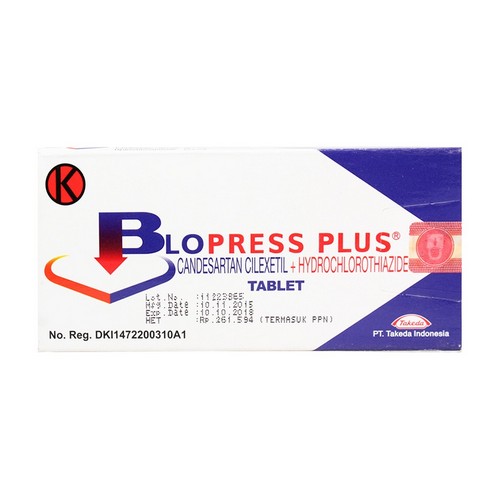 K
BLOPRESS PLUS®
CANDESARTAN CILEXETIL + HYDROCHLOROTHIAZIDE
TABLET
Lot.No. :11223965
Mfg.Date :10.11.2015
Exp.Date :10.10.2018
HET :Rp.261.594 (TERMASUK PPN)
No. Reg. DKI1472200310A1
Takeda
PT. Takeda Indonesia